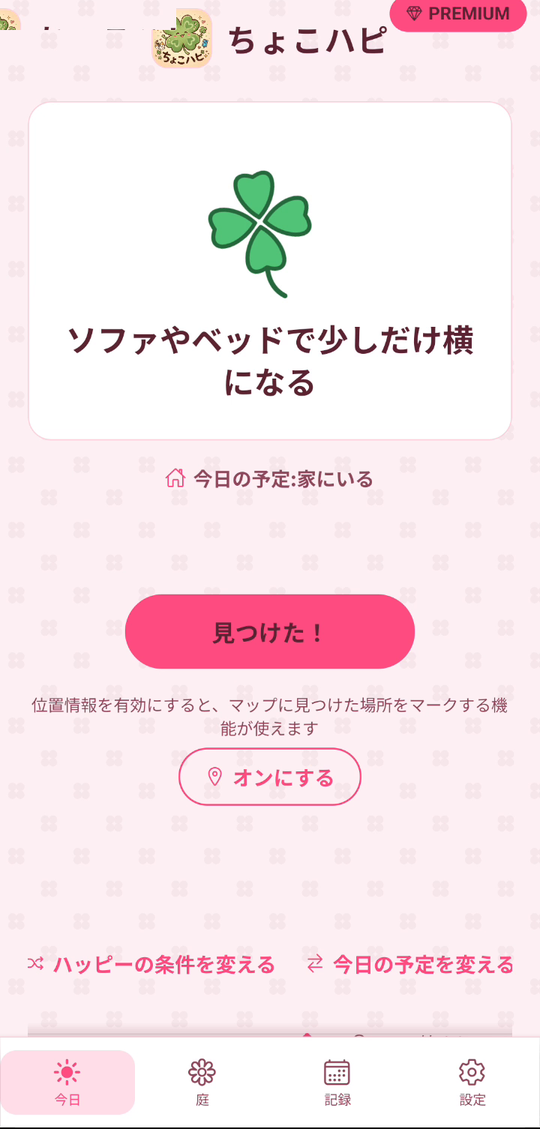 PREMIUM
ちょこハピ
ちょこハピ
ソファやベッドで少しだけ横
になる
今日の予定:家にいる
見つけた！
位置情報を有効にすると、マップに見つけた場所をマークする機
能が使えます
オンにする
ハッピーの条件を変える
今日の予定を変える
今日
庭
記録
設定